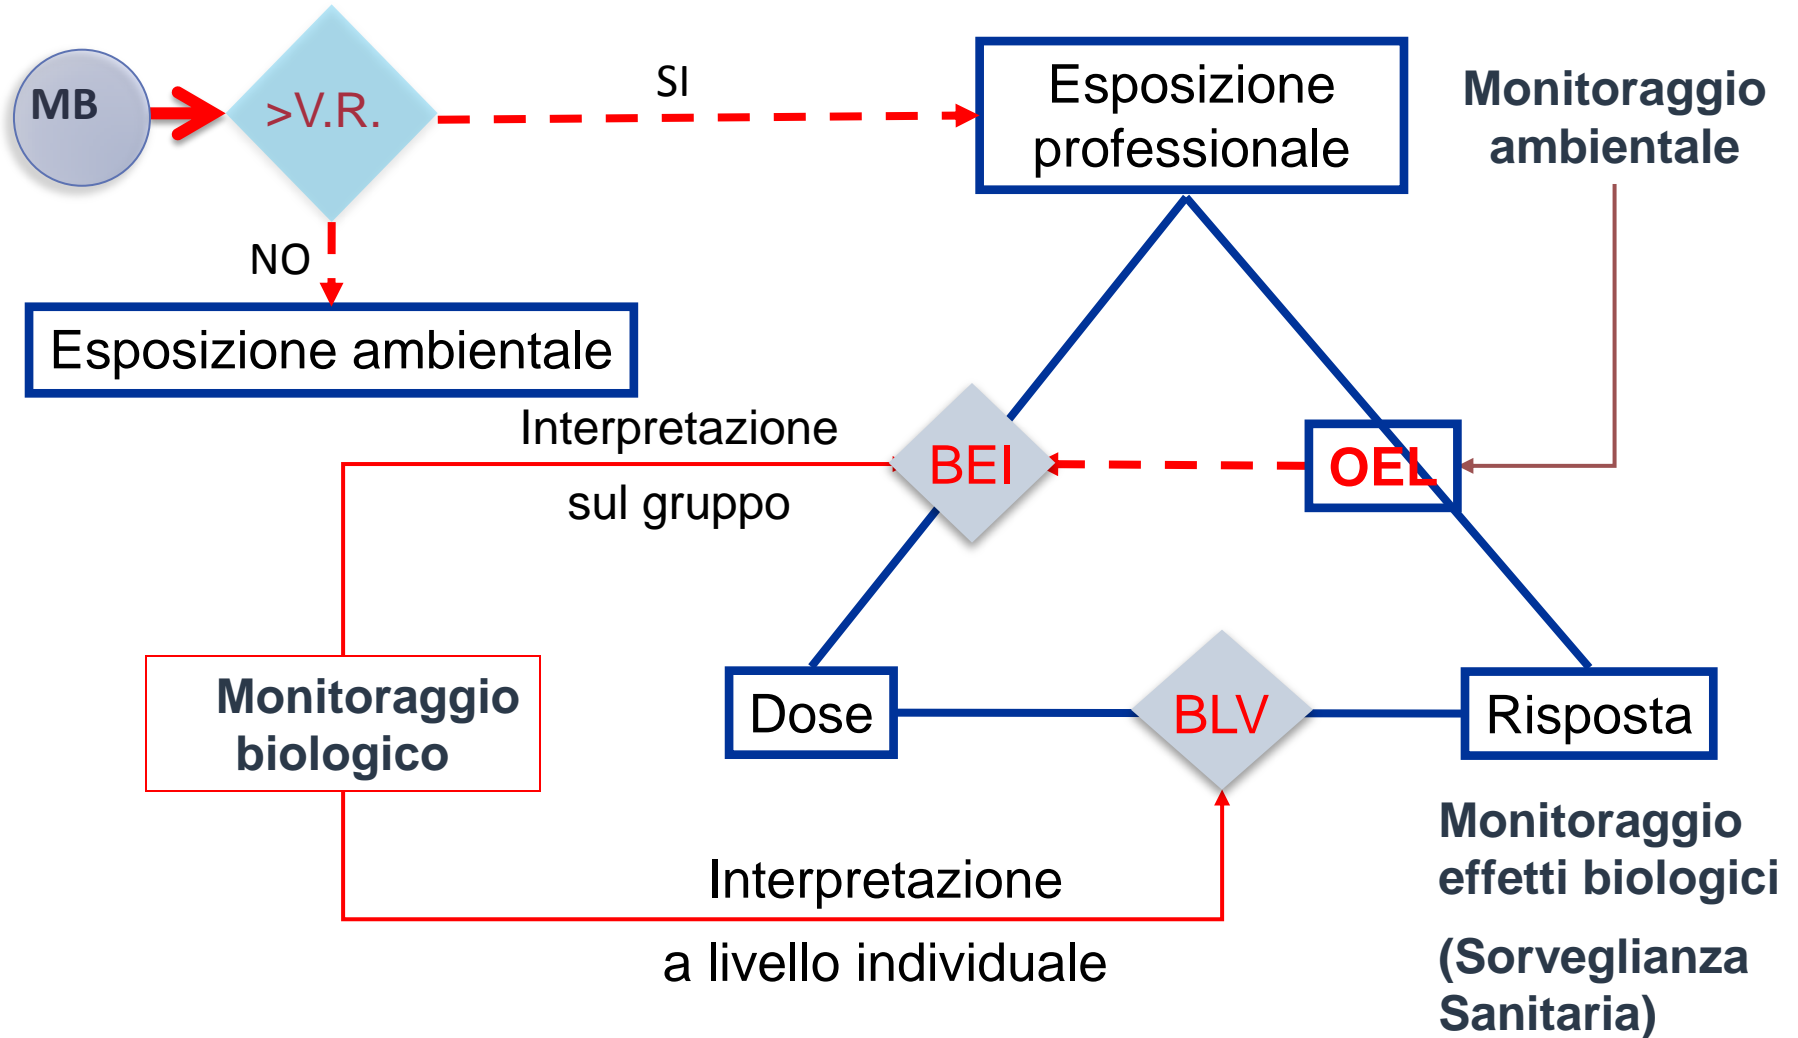 MB
>V.R.
SI
Esposizione
professionale
Monitoraggio
ambientale
NO
Esposizione ambientale
Interpretazione
sul gruppo
BEI
OEL
Monitoraggio
biologico
Dose
BLV
Risposta
Interpretazione
a livello individuale
Monitoraggio
effetti biologici
(Sorveglianza
Sanitaria)